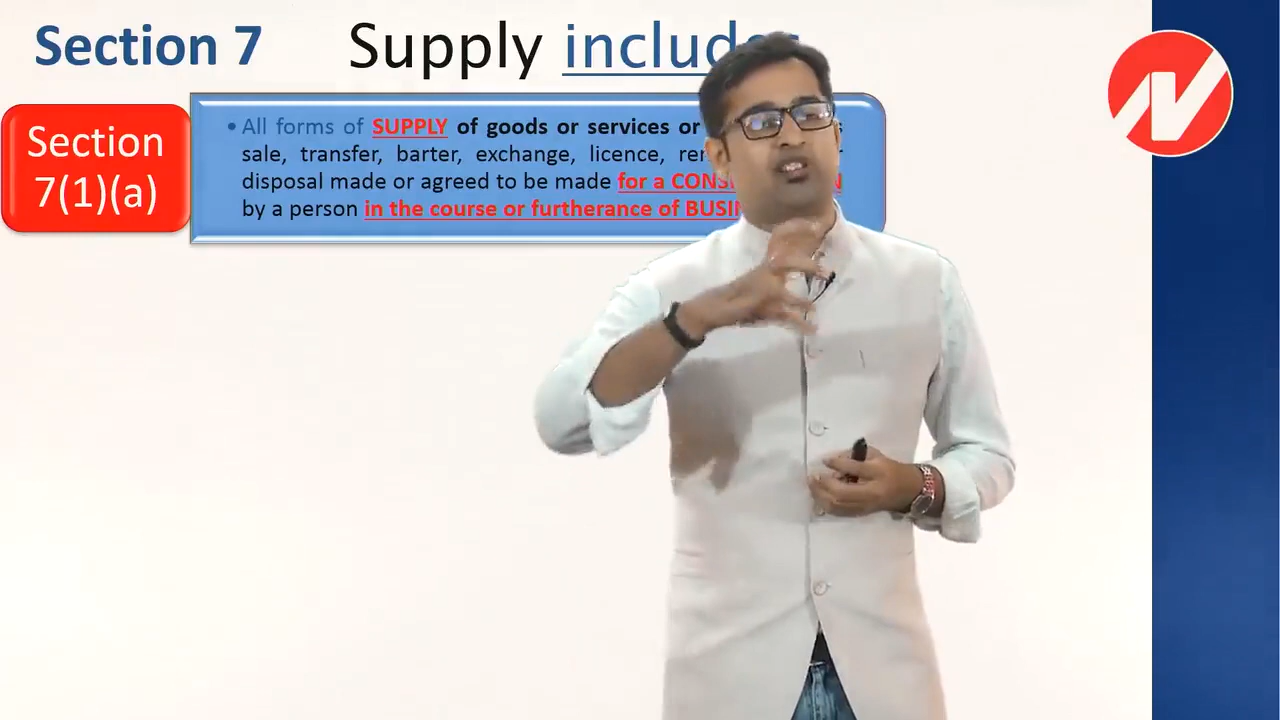 Section 7 Supply includes
Section
7(1)(a)
• All forms of SUPPLY of goods or services or
sale, transfer, barter, exchange, licence,
disposal made or agreed to be made for a
by a person in the course or furtherance of